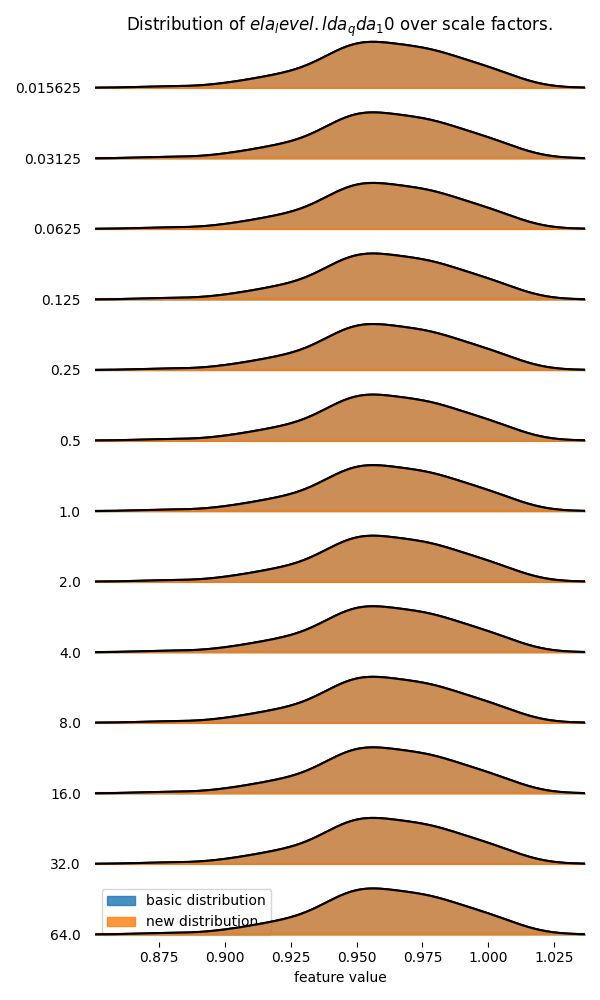 Distribution of ela_level.lda_qda_10 over scale factors.
0.015625
0.03125
0.0625
0.125
0.25
0.5
1.0
2.0
4.0
8.0
16.0
32.0
64.0
basic distribution
new distribution
0.875 0.900 0.925 0.950 0.975 1.000 1.025
feature value